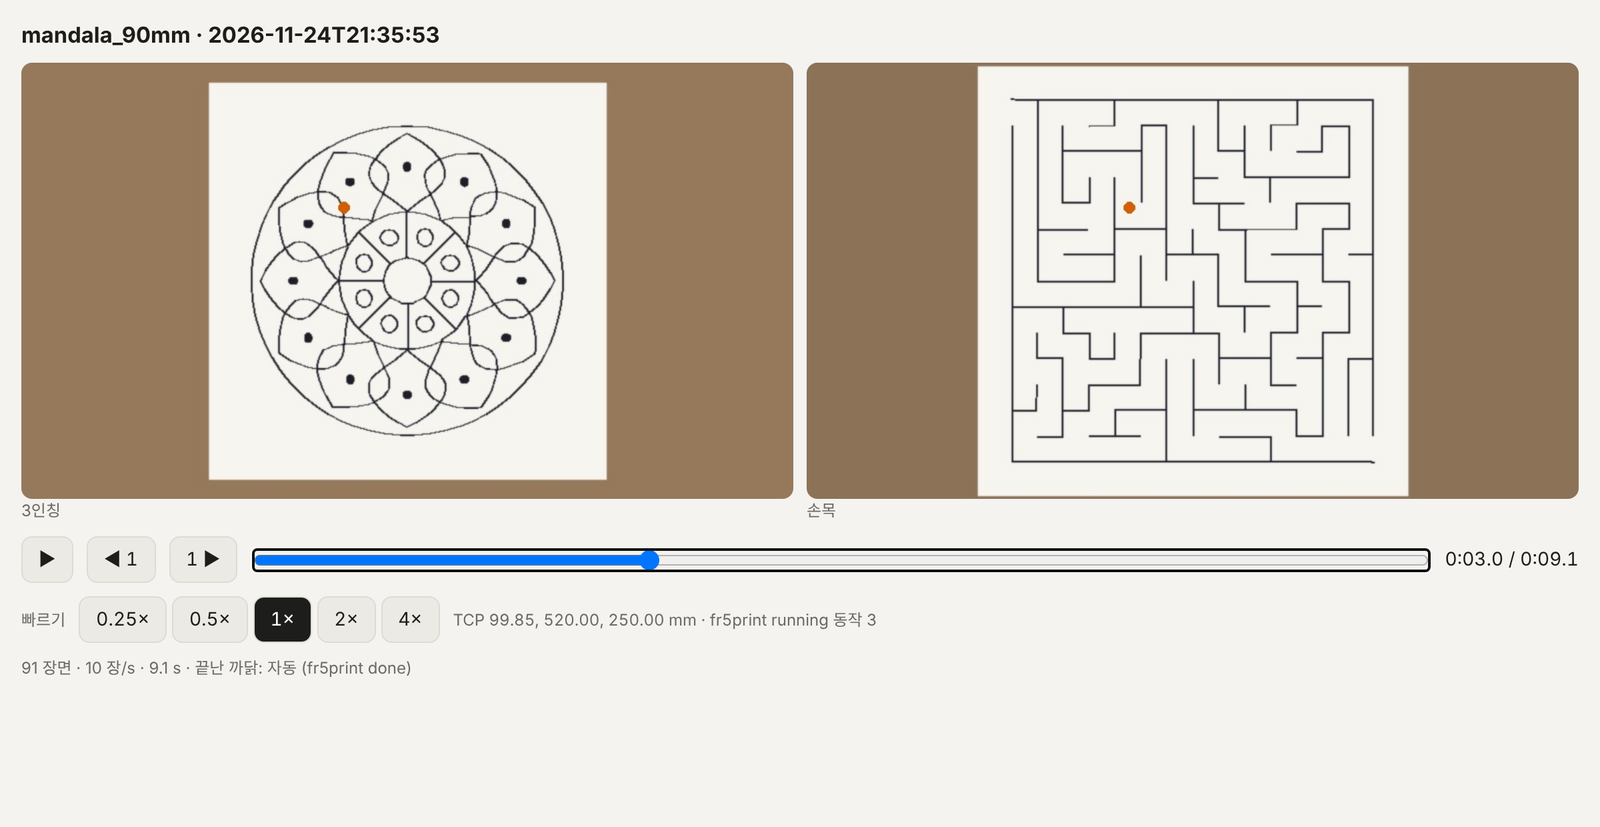 mandala_90mm · 2026-11-24T21:35:53
3인칭
손목
▶ ◀ 1 1 ▶ 0:03.0 / 0:09.1
빠르기 0.25× 0.5× 1× 2× 4× TCP 99.85, 520.00, 250.00 mm · fr5print running 동작 3
91 장면 · 10 장/s · 9.1 s · 끝난 까닭: 자동 (fr5print done)